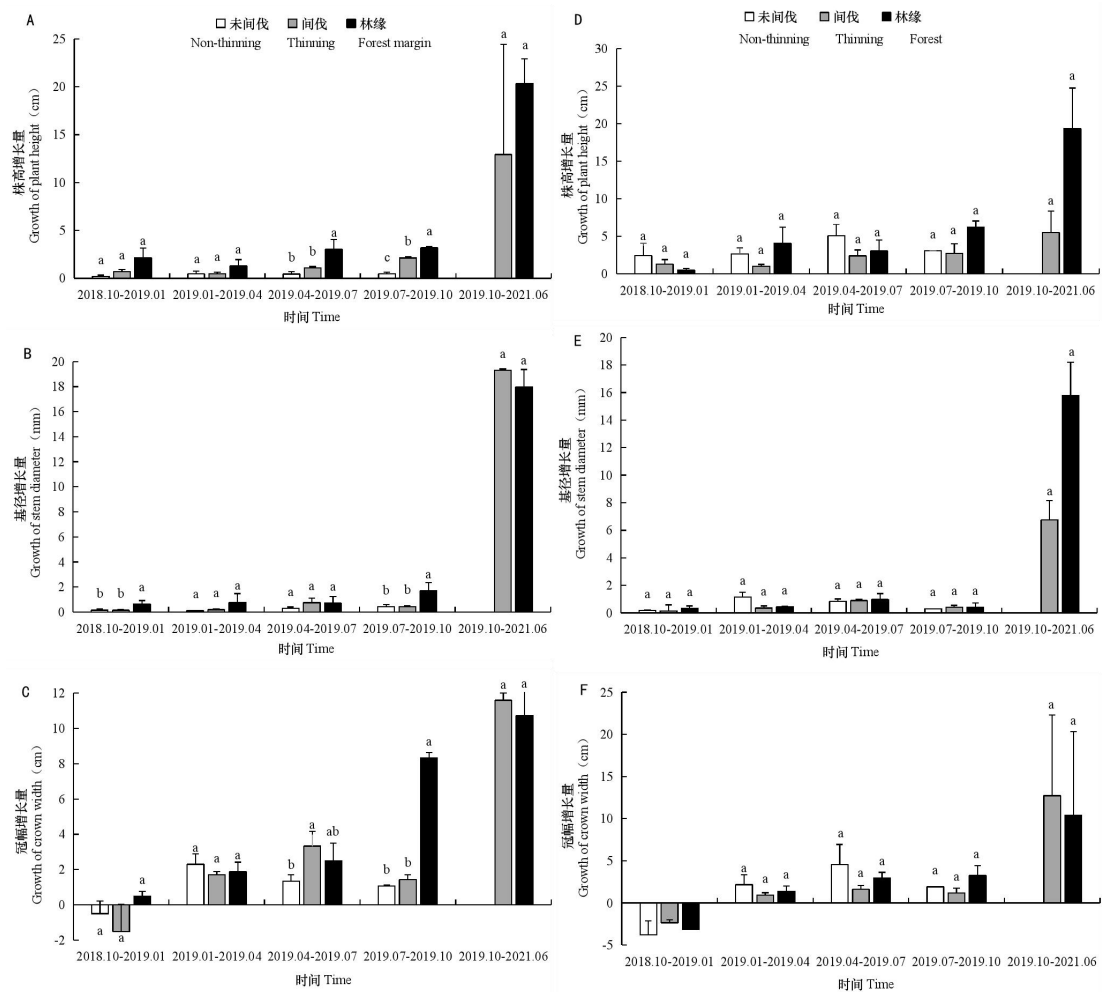 A
未间伐 间伐 林缘
Non-thinning Thinning Forest margin
株高增长量
Growth of plant height（cm）
25
20
15
10
5
0
a a a
a a a
b b a
c b a
a a
2018.10-2019.01 2019.01-2019.04 2019.04-2019.07 2019.07-2019.10 2019.10-2021.06
时间 Time
B
基径增长量
Growth of stem diameter（mm）
20
18
16
14
12
10
8
6
4
2
0
b b a
a a a
a a a
b b a
a a
2018.10-2019.01 2019.01-2019.04 2019.04-2019.07 2019.07-2019.10 2019.10-2021.06
时间 Time
C
冠幅增长量
Growth of crown width（cm）
12
10
8
6
4
2
0
-2
a a a
a a a
b a ab
b b a
a a
2018.10-2019.01 2019.01-2019.04 2019.04-2019.07 2019.07-2019.10 2019.10-2021.06
时间 Time
D
未间伐 间伐 林缘
Non-thinning Thinning Forest
株高增长量
Growth of plant height（cm）
30
25
20
15
10
5
0
a a a
a a a
a a a
a a a
a a
2018.10-2019.01 2019.01-2019.04 2019.04-2019.07 2019.07-2019.10 2019.10-2021.06
时间 Time
E
基径增长量
Growth of stem diameter（mm）
20
18
16
14
12
10
8
6
4
2
0
a a a
a a a
a a a
a a a
a a
2018.10-2019.01 2019.01-2019.04 2019.04-2019.07 2019.07-2019.10 2019.10-2021.06
时间 Time
F
冠幅增长量
Growth of crown width（cm）
25
20
15
10
5
0
-5
a a a
a a a
a a a
a a
2018.10-2019.01 2019.01-2019.04 2019.04-2019.07 2019.07-2019.10 2019.10-2021.06
时间 Time